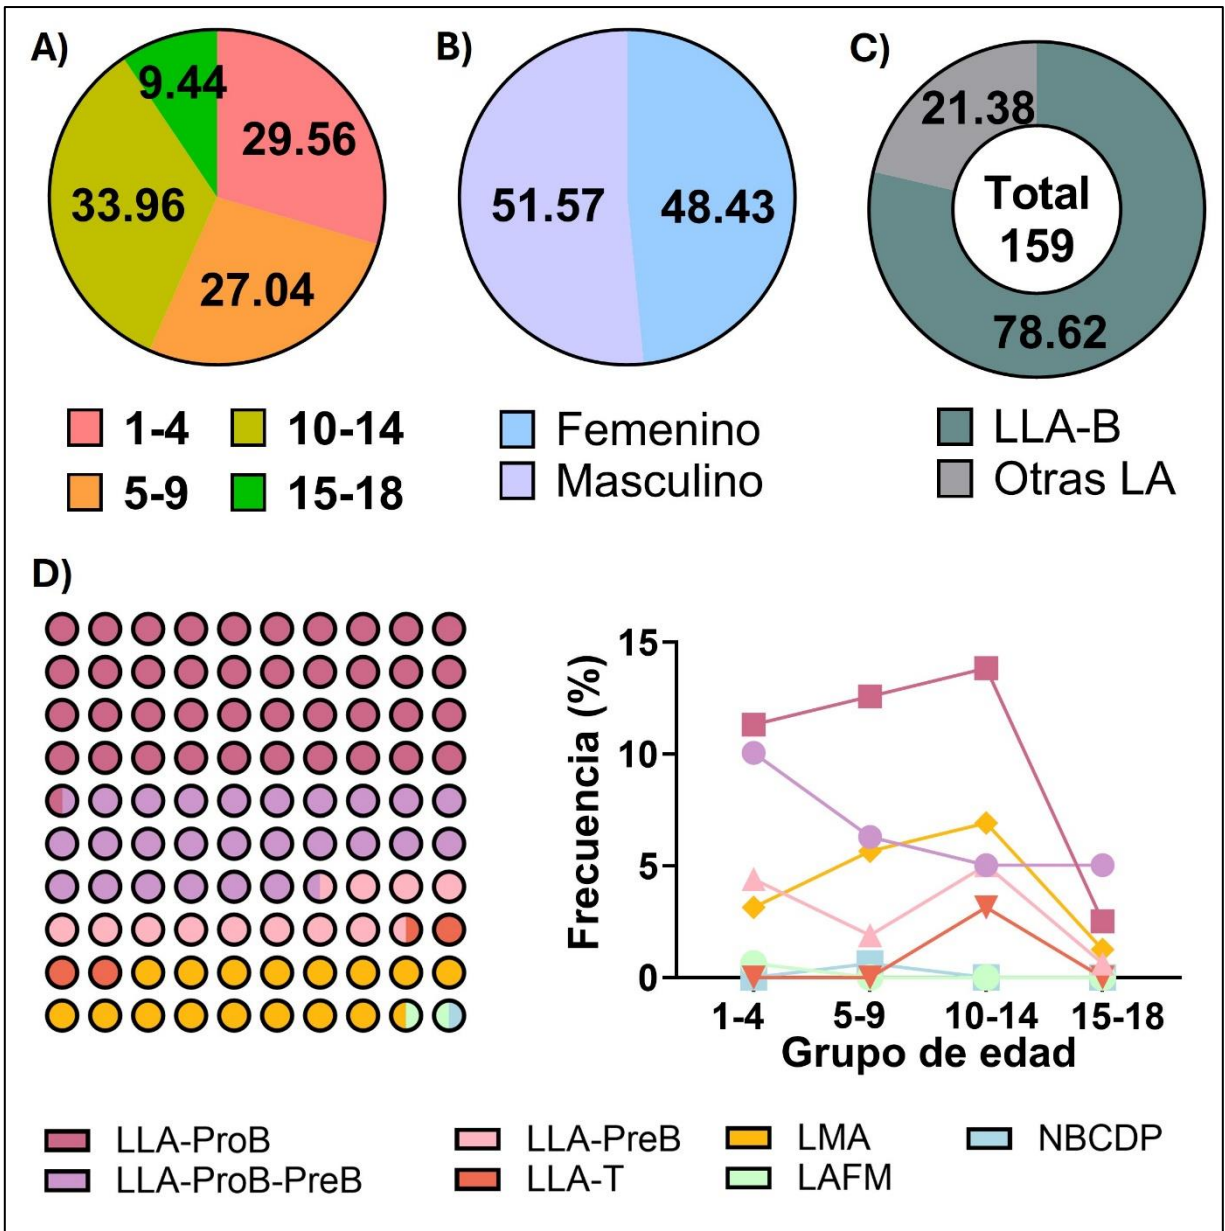 A)
9.44
29.56
33.96
27.04
1-4
10-14
5-9
15-18
B)
51.57
48.43
Femenino
Masculino
C)
21.38
Total
159
78.62
LLA-B
Otras LA
D)
Frecuencia (%)
15
10
5
0
1-4
5-9
10-14
15-18
Grupo de edad
LLA-ProB
LLA-PreB
LMA
NBCDP
LLA-ProB-PreB
LLA-T
LAFM